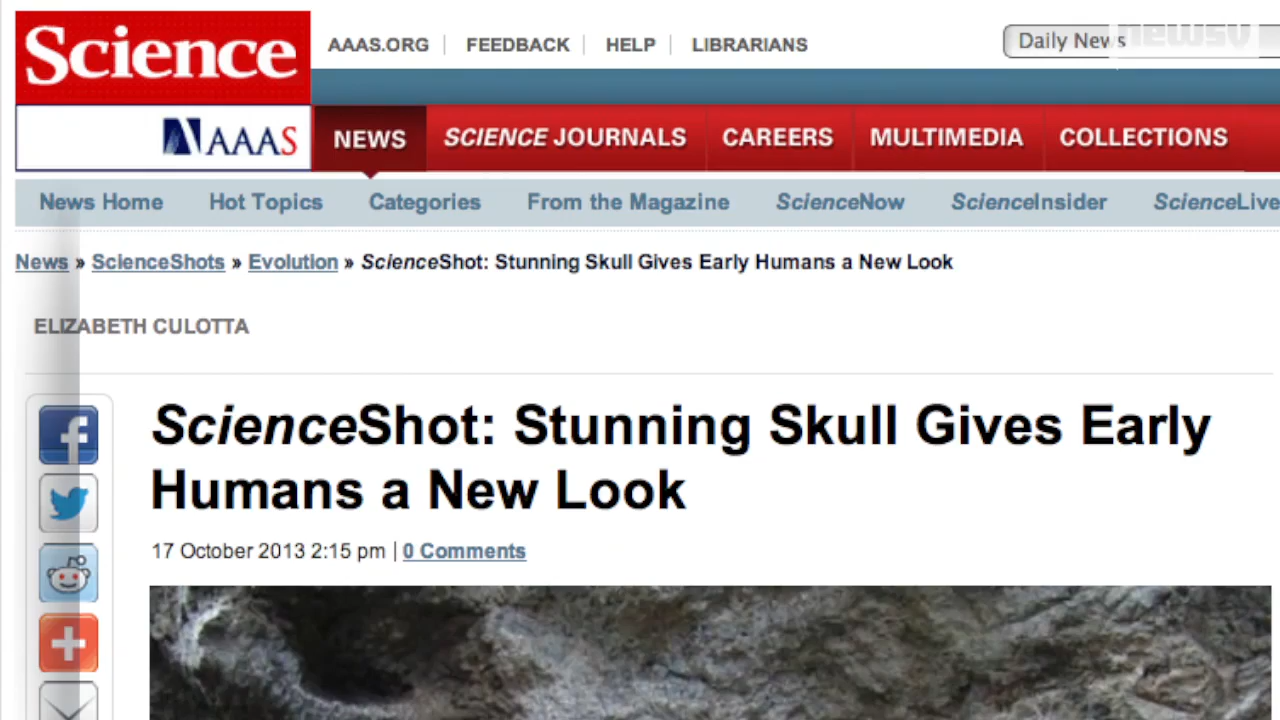 Science
AAAS.ORG FEEDBACK HELP LIBRARIANS
Daily News
newsy
AAAS
NEWS SCIENCE JOURNALS CAREERS MULTIMEDIA COLLECTIONS
News Home Hot Topics Categories From the Magazine ScienceNow ScienceInsider ScienceLive
News » ScienceShots » Evolution » ScienceShot: Stunning Skull Gives Early Humans a New Look
ELIZABETH CULOTTA
ScienceShot: Stunning Skull Gives Early
Humans a New Look
17 October 2013 2:15 pm | 0 Comments